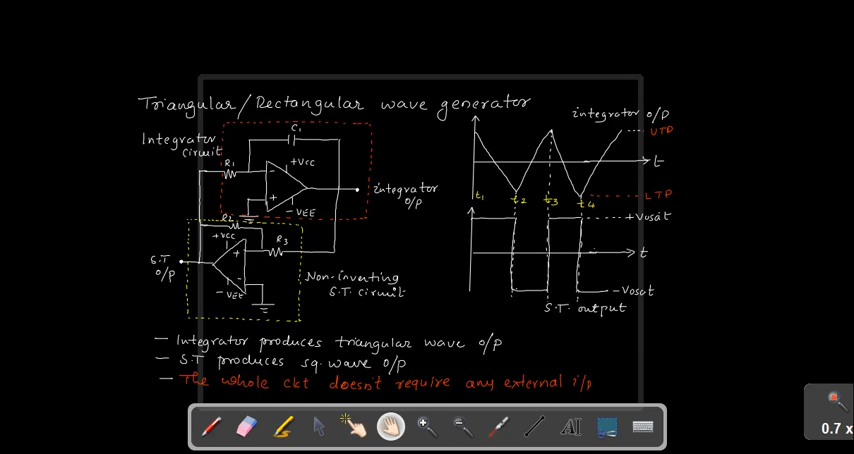 Triangular/Rectangular wave generator
Integrator circuit
C1
R1
+VCC
-
+
-VEE
integrator o/p
R2
+VCC
R3
S.T o/p
+
-
-VEE
Non-inverting S.T. circuit
integrator o/p
UTP
t
LTP
t1
t2
t3
t4
+Vosat
t
-Vosat
S.T. output
- Integrator produces triangular wave o/p
- S.T produces sq. wave o/p
- The whole ckt doesn't require any external i/p
AI
0.7 x